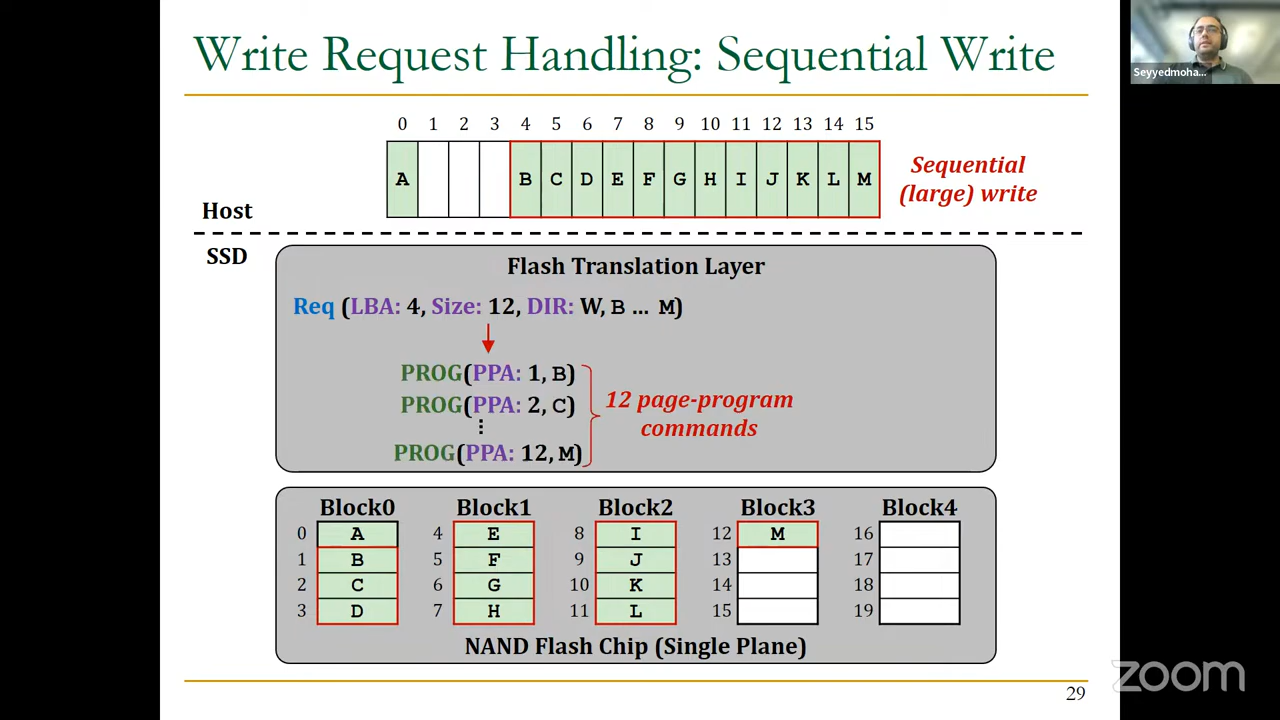 Write Request Handling: Sequential Write
Seyyedmoha...
0 1 2 3 4 5 6 7 8 9 10 11 12 13 14 15
A B C D E F G H I J K L M
Sequential
(large) write
Host
SSD
Flash Translation Layer
Req (LBA: 4, Size: 12, DIR: W, B ... M)
PROG(PPA: 1, B)
PROG(PPA: 2, C)
⋮
PROG(PPA: 12, M)
12 page-program
commands
Block0 Block1 Block2 Block3 Block4
0 A 4 E 8 I 12 M 16
1 B 5 F 9 J 13 17
2 C 6 G 10 K 14 18
3 D 7 H 11 L 15 19
NAND Flash Chip (Single Plane)
zoom
29